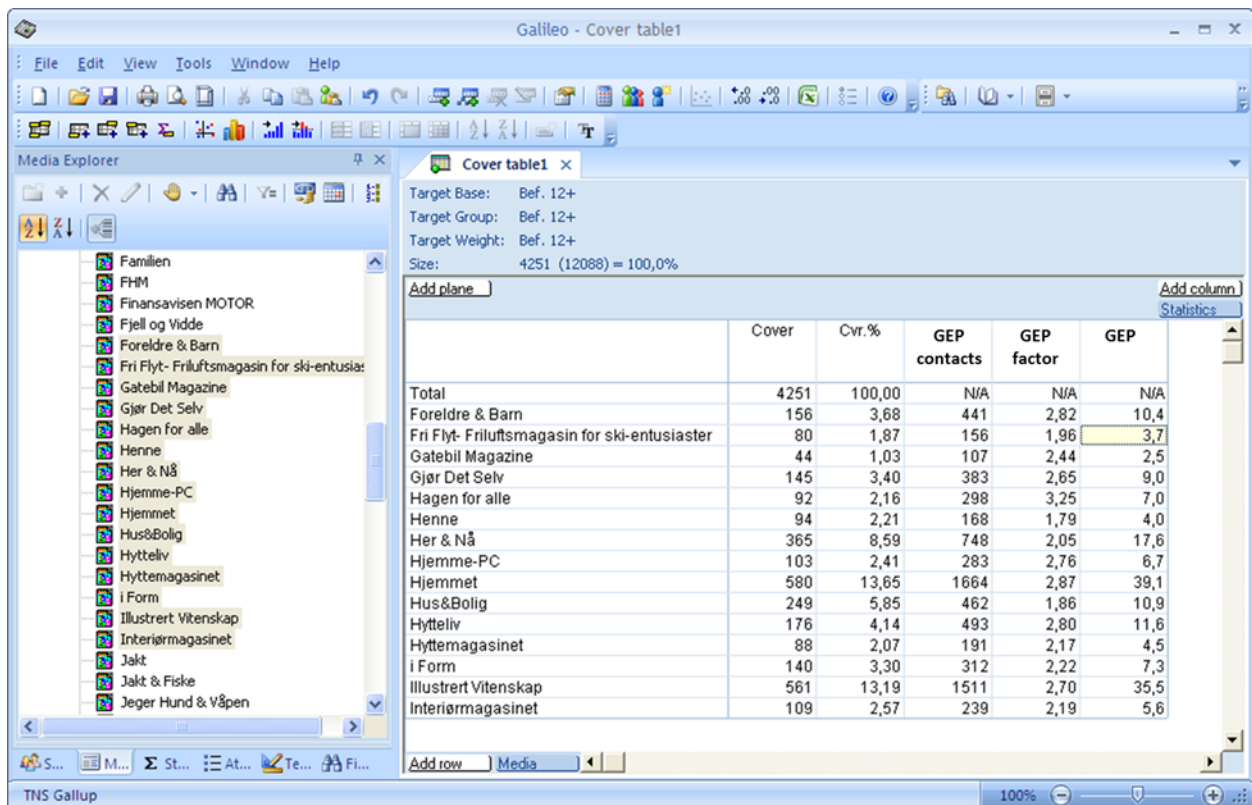 Galileo - Cover table1
File Edit View Tools Window Help
Media Explorer
Cover table1
Target Base: Bef. 12+
Target Group: Bef. 12+
Target Weight: Bef. 12+
Size: 4251 (12088) = 100,0%
Familien
FHM
Finansavisen MOTOR
Fjell og Vidde
Foreldre & Barn
Fri Flyt- Friluftsmagasin for ski-entusias
Gatebil Magazine
Gjør Det Selv
Hagen for alle
Henne
Her & Nå
Hjemme-PC
Hjemmet
Hus&Bolig
Hytteliv
Hyttemagasinet
i Form
Illustrert Vitenskap
Interiørmagasinet
Jakt
Jakt & Fiske
Jeger Hund & Våpen
S... M... Σ St... At... Te... Fi...
Add plane
Add column
Statistics
Cover Cvr.% GEP contacts GEP factor GEP
Total 4251 100,00 N/A N/A N/A
Foreldre & Barn 156 3,68 441 2,82 10,4
Fri Flyt- Friluftsmagasin for ski-entusiaster 80 1,87 156 1,96 3,7
Gatebil Magazine 44 1,03 107 2,44 2,5
Gjør Det Selv 145 3,40 383 2,65 9,0
Hagen for alle 92 2,16 298 3,25 7,0
Henne 94 2,21 168 1,79 4,0
Her & Nå 365 8,59 748 2,05 17,6
Hjemme-PC 103 2,41 283 2,76 6,7
Hjemmet 580 13,65 1664 2,87 39,1
Hus&Bolig 249 5,85 462 1,86 10,9
Hytteliv 176 4,14 493 2,80 11,6
Hyttemagasinet 88 2,07 191 2,17 4,5
i Form 140 3,30 312 2,22 7,3
Illustrert Vitenskap 561 13,19 1511 2,70 35,5
Interiørmagasinet 109 2,57 239 2,19 5,6
Add row Media
TNS Gallup
100%